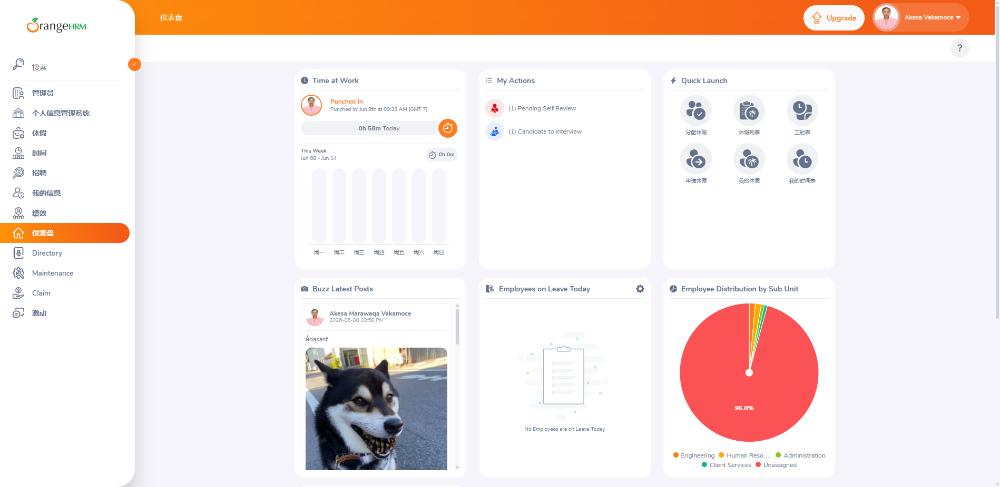 OrangeHRM
仪表盘
Upgrade
Akesa Vakamoce
?
搜索
管理员
个人信息管理系统
休假
时间
招聘
我的信息
绩效
仪表盘
Directory
Maintenance
Claim
激动
Time at Work
Punched In
Punched In: Jun 9th at 09:39 AM (GMT 7)
0h 58m Today
This Week
Jun 08 - Jun 14
0h 0m
周一 周二 周三 周四 周五 周六 周日
My Actions
(1) Pending Self Review
(1) Candidate to Interview
Quick Launch
分配休假 休假列表 工时表
申请休假 我的休假 我的时间表
Buzz Latest Posts
Akesa Marawaqa Vakamoce
2026-06-08 10:58 PM
ấdasasf
Employees on Leave Today
No Employees are on Leave Today
Employee Distribution by Sub Unit
95.8%
Engineering Human Reso... Administration
Client Services Unassigned